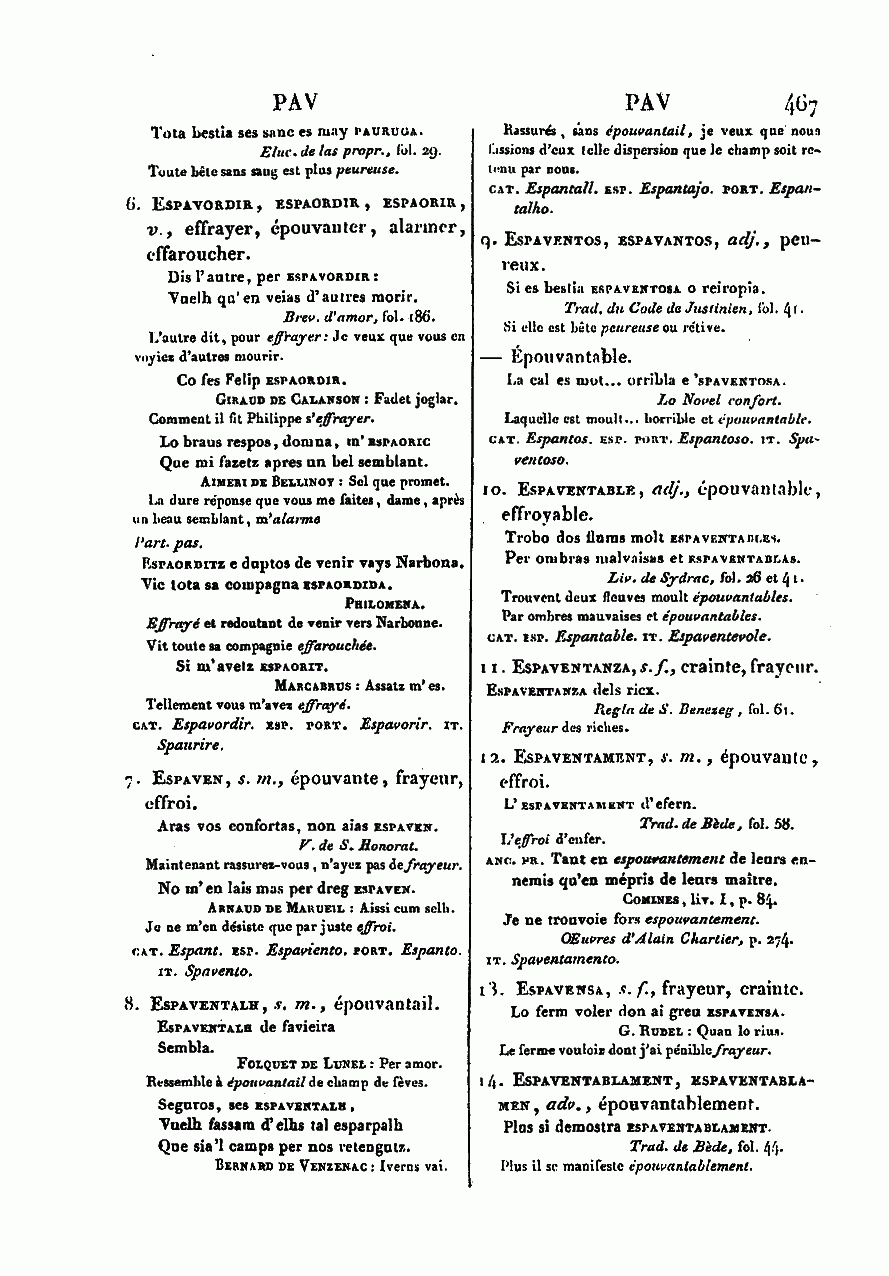 PAV PAV 467
Tota bestia ses sanc es may PAURUGA.
Eluc. de las propr., fol. 29.
Toute bête sans sang est plus peureuse.
6. ESPAVORDIR, ESPAORDIR, ESPAORIR,
v., effrayer, épouvanter, alarmer,
effaroucher.
Dis l'autre, per ESPAVORDIR:
Vuelh qu'en veias d'autres morir.
Brev. d'amor, fol. 186.
L'autre dit, pour effrayer: Je veux que vous en
voyiez d'autres mourir.
Co fes Felip ESPAORDIR.
GIRAUD DE CALANSON: Fadet joglar.
Comment il fit Philippe s'effrayer.
Lo braus respos, domna, m'ESPAORIC
Que mi fazetz apres un bel semblant.
AIMERI DE BELLINOY: Sel que promet.
La dure réponse que vous me faites, dame, après
un beau semblant, m'alarme
Part. pas.
ESPAORDITZ e duptos de venir vays Narbona.
Vic tota sa compagna ESPAORDIDA.
PHILOMENA.
Effrayé et redoutant de venir vers Narbonne.
Vit toute sa compagnie effarouchée.
Si m'avetz ESPAORIT.
MARCABRUS: Assatz m'es.
Tellement vous m'avez effrayé.
CAT. Espavordir. ESP. PORT. Espavorir. IT.
Spaurire.
7. ESPAVEN, s. m., épouvante, frayeur,
effroi.
Aras vos confortas, non aias ESPAVEN.
V. de S. Honorat.
Maintenant rassurez-vous, n'ayez pas de frayeur.
No m'en lais mas per dreg ESPAVEN.
ARNAUD DE MARUEIL: Aissi cum selh.
Je ne m'en désiste que par juste effroi.
CAT. Espant. ESP. Espaviento. PORT. Espanto.
IT. Spavento.
8. ESPAVENTALH, s. m., épouvantail.
ESPAVENTALH de favieira
Sembla.
FOLQUET DE LUNEL: Per amor.
Ressemble à épouvantail de champ de fèves.
Seguros, ses ESPAVENTALH,
Vuelh fassam d'elhs tal esparpalh
Que sia'l camps per nos retengutz.
BERNARD DE VENZENAC: Iverns vai.
Rassurés, sans épouvantail, je veux que nous
fassions d'eux telle dispersion que le champ soit re-
tenu par nous.
CAT. Espantall. ESP. Espantajo. PORT. Espan-
talho.
9. ESPAVENTOS, ESPAVANTOS, adj., peu-
reux.
Si es bestia ESPAVENTOSA o reiropia.
Trad. du Code de Justinien, fol. 41.
Si elle est bête peureuse ou rétive.
— Épouvantable.
La cal es mot... orribla e 'SPAVENTOSA.
Lo Novel confort.
Laquelle est moult... horrible et épouvantable.
CAT. Espantos. ESP. PORT. Espantoso. IT. Spa-
ventoso.
10. ESPAVENTABLE, adj., épouvantable,
effroyable.
Trobo dos flums molt ESPAVENTABLES.
Per ombras malvaisas et ESPAVENTABLAS.
Liv. de Sydrac, fol. 26 et 41.
Trouvent deux fleuves moult épouvantables.
Par ombres mauvaises et épouvantables.
CAT. ESP. Espantable. IT. Espaventevole.
11. ESPAVENTANZA, s. f., crainte, frayeur.
ESPAVENTANZA dels ricx.
Regla de S. Benezeg, fol. 61.
Frayeur des riches.
12. ESPAVENTAMENT, s. m., épouvante,
effroi.
L'ESPAVENTAMENT d'efern.
Trad. de Bède, fol. 58.
L'effroi d'enfer.
ANC. FR. Tant en espouvantement de leurs en-
nemis qu'en mépris de leurs maître.
COMINES, liv. I, p. 84.
Je ne trouvoie fors espouvantement.
Œuvres d'Alain Chartier, p. 274.
IT. Spaventamento.
13. ESPAVENSA, s. f., frayeur, crainte.
Lo ferm voler don ai greu ESPAVENSA.
G. RUDEL: Quan lo rius.
Le ferme vouloir dont j'ai pénible frayeur.
14. ESPAVENTABLAMENT, ESPAVENTABLA-
MEN, adv., épouvantablement.
Plus si demostra ESPAVENTABLAMENT.
Trad. de Bède, fol. 44.
Plus il se manifeste épouvantablement.